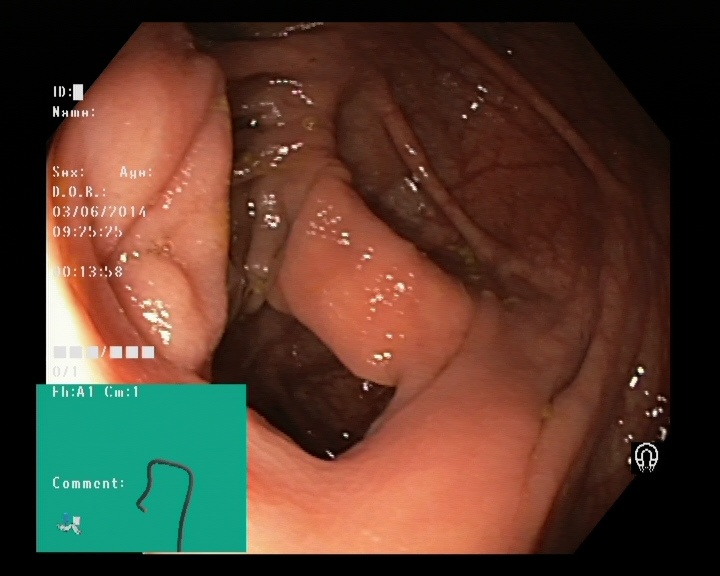 ID:
Name:
Sex: Age:
D.O.B.:
03/06/2014
09:25:25
00:13:58
0/1
Eh:A1 Cm:1
Comment: